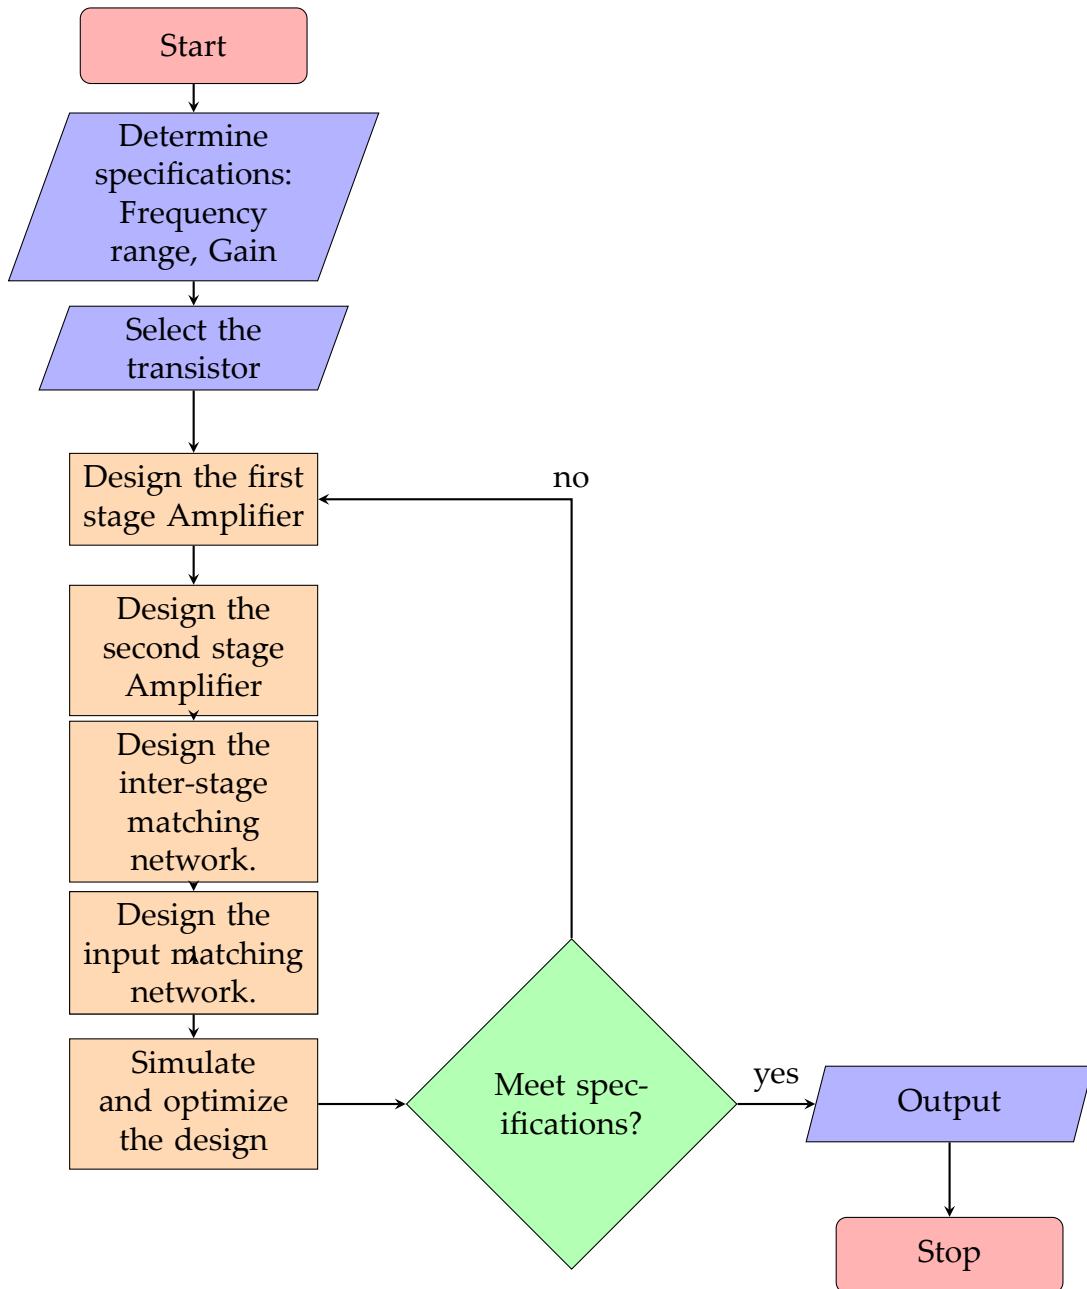 Start
Determine
specifications:
Frequency
range, Gain
Select the
transistor
Design the first
stage Amplifier
no
Design the
second stage
Amplifier
Design the
inter-stage
matching
network.
Design the
input matching
network.
Simulate
and optimize
the design
Meet spec-
ifications?
yes
Output
Stop